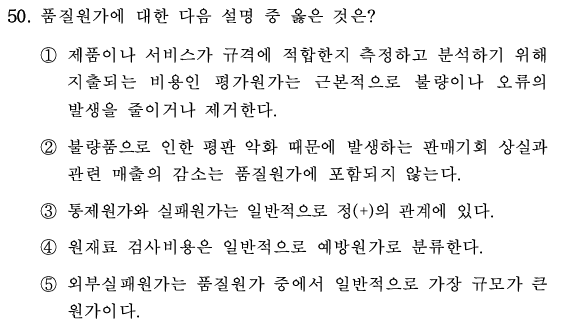 50. 품질원가에 대한 다음 설명 중 옳은 것은?
① 제품이나 서비스가 규격에 적합한지 측정하고 분석하기 위해
지출되는 비용인 평가원가는 근본적으로 불량이나 오류의
발생을 줄이거나 제거한다.
② 불량품으로 인한 평판 악화 때문에 발생하는 판매기회 상실과
관련 매출의 감소는 품질원가에 포함되지 않는다.
③ 통제원가와 실패원가는 일반적으로 정(+)의 관계에 있다.
④ 원재료 검사비용은 일반적으로 예방원가로 분류한다.
⑤ 외부실패원가는 품질원가 중에서 일반적으로 가장 규모가 큰
원가이다.